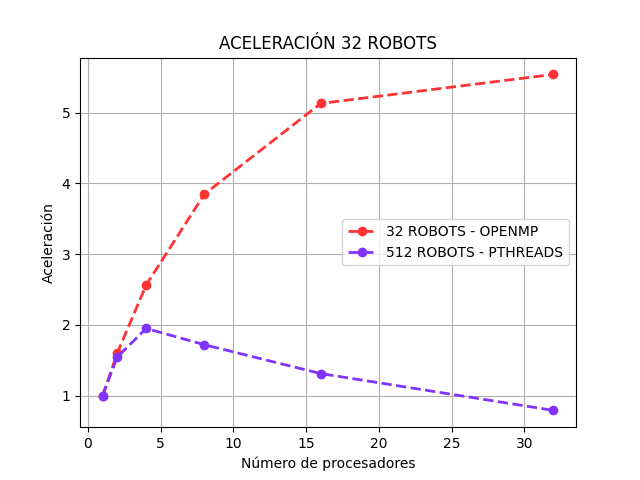 ACELERACIÓN 32 ROBOTS
5
4
3
2
1
Aceleración
32 ROBOTS - OPENMP
512 ROBOTS - PTHREADS
0 5 10 15 20 25 30
Número de procesadores